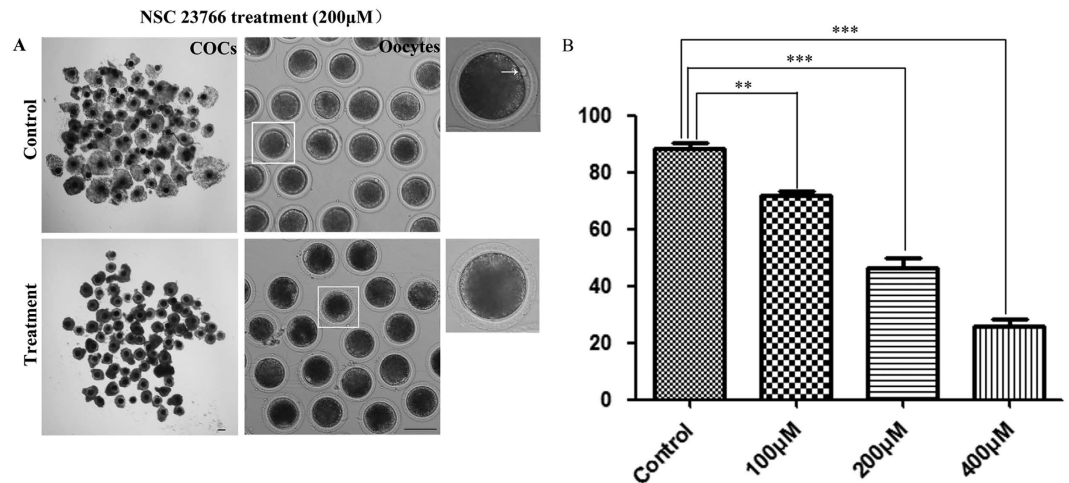 NSC 23766 treatment (200μM）
A
COCs
Oocytes
Control
Treatment
B
***
***
**
100
80
60
40
20
0
Control
100μM
200μM
400μM